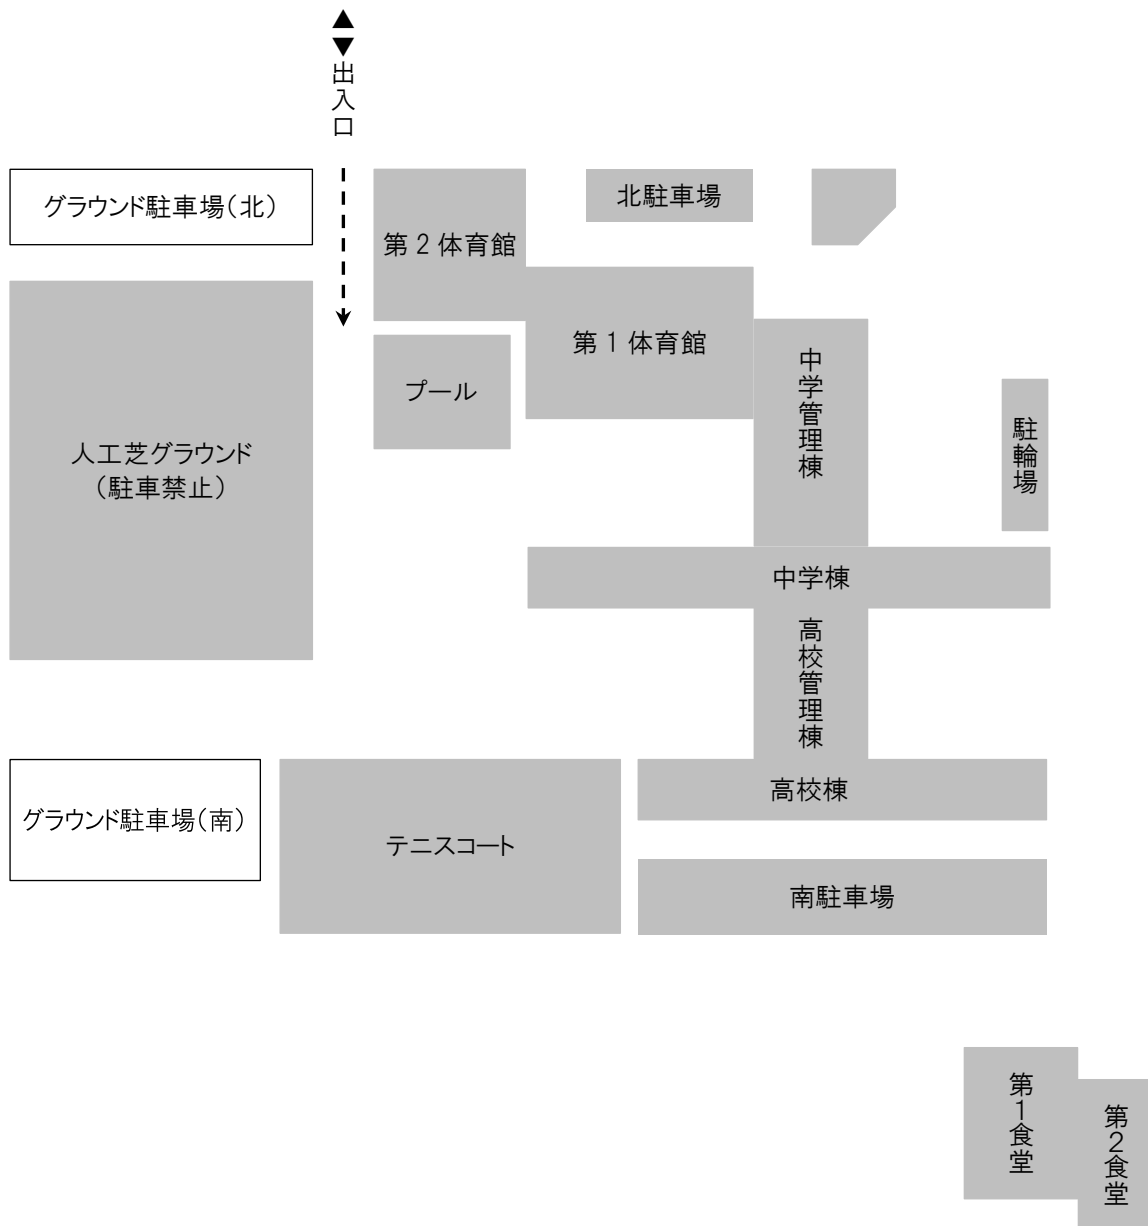 ▲
▼
出入口
グラウンド駐車場(北)
第2体育館
北駐車場
第1体育館
プール
中学管理棟
駐輪場
人工芝グラウンド
(駐車禁止)
中学棟
高校管理棟
高校棟
グラウンド駐車場(南)
テニスコート
南駐車場
第1食堂
第2食堂